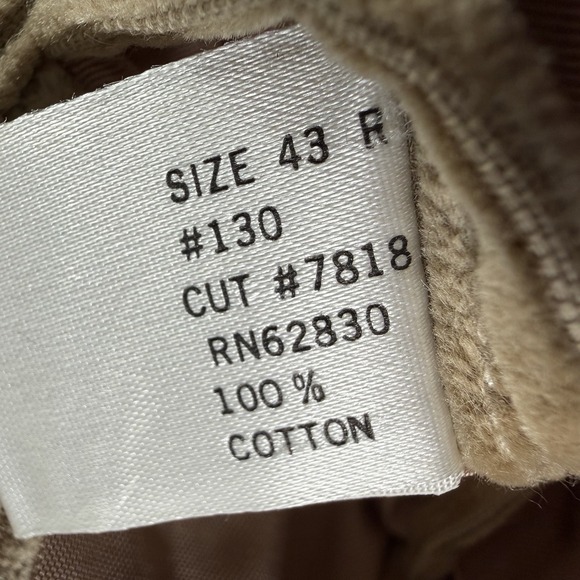 SIZE 43 R
#130
CUT #7818
RN62830
100 %
COTTON